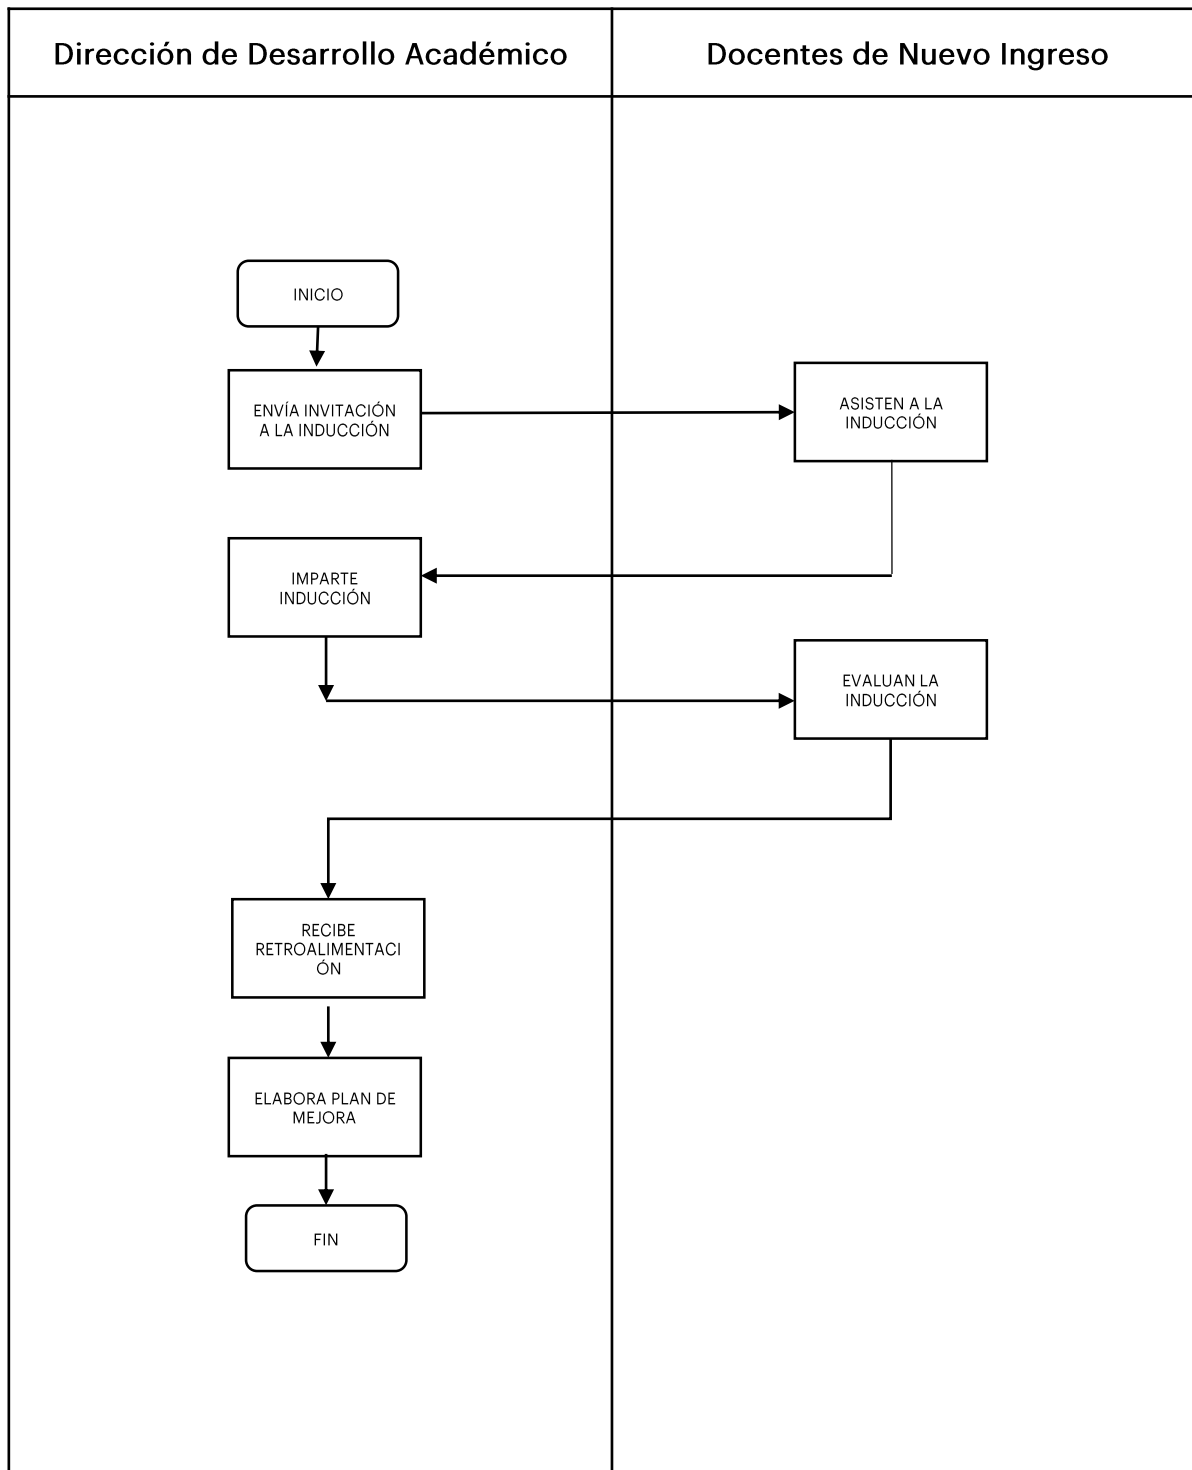 Dirección de Desarrollo Académico
Docentes de Nuevo Ingreso
INICIO
ENVÍA INVITACIÓN
A LA INDUCCIÓN
ASISTEN A LA
INDUCCIÓN
IMPARTE
INDUCCIÓN
EVALUAN LA
INDUCCIÓN
RECIBE
RETROALIMENTACI
ÓN
ELABORA PLAN DE
MEJORA
FIN